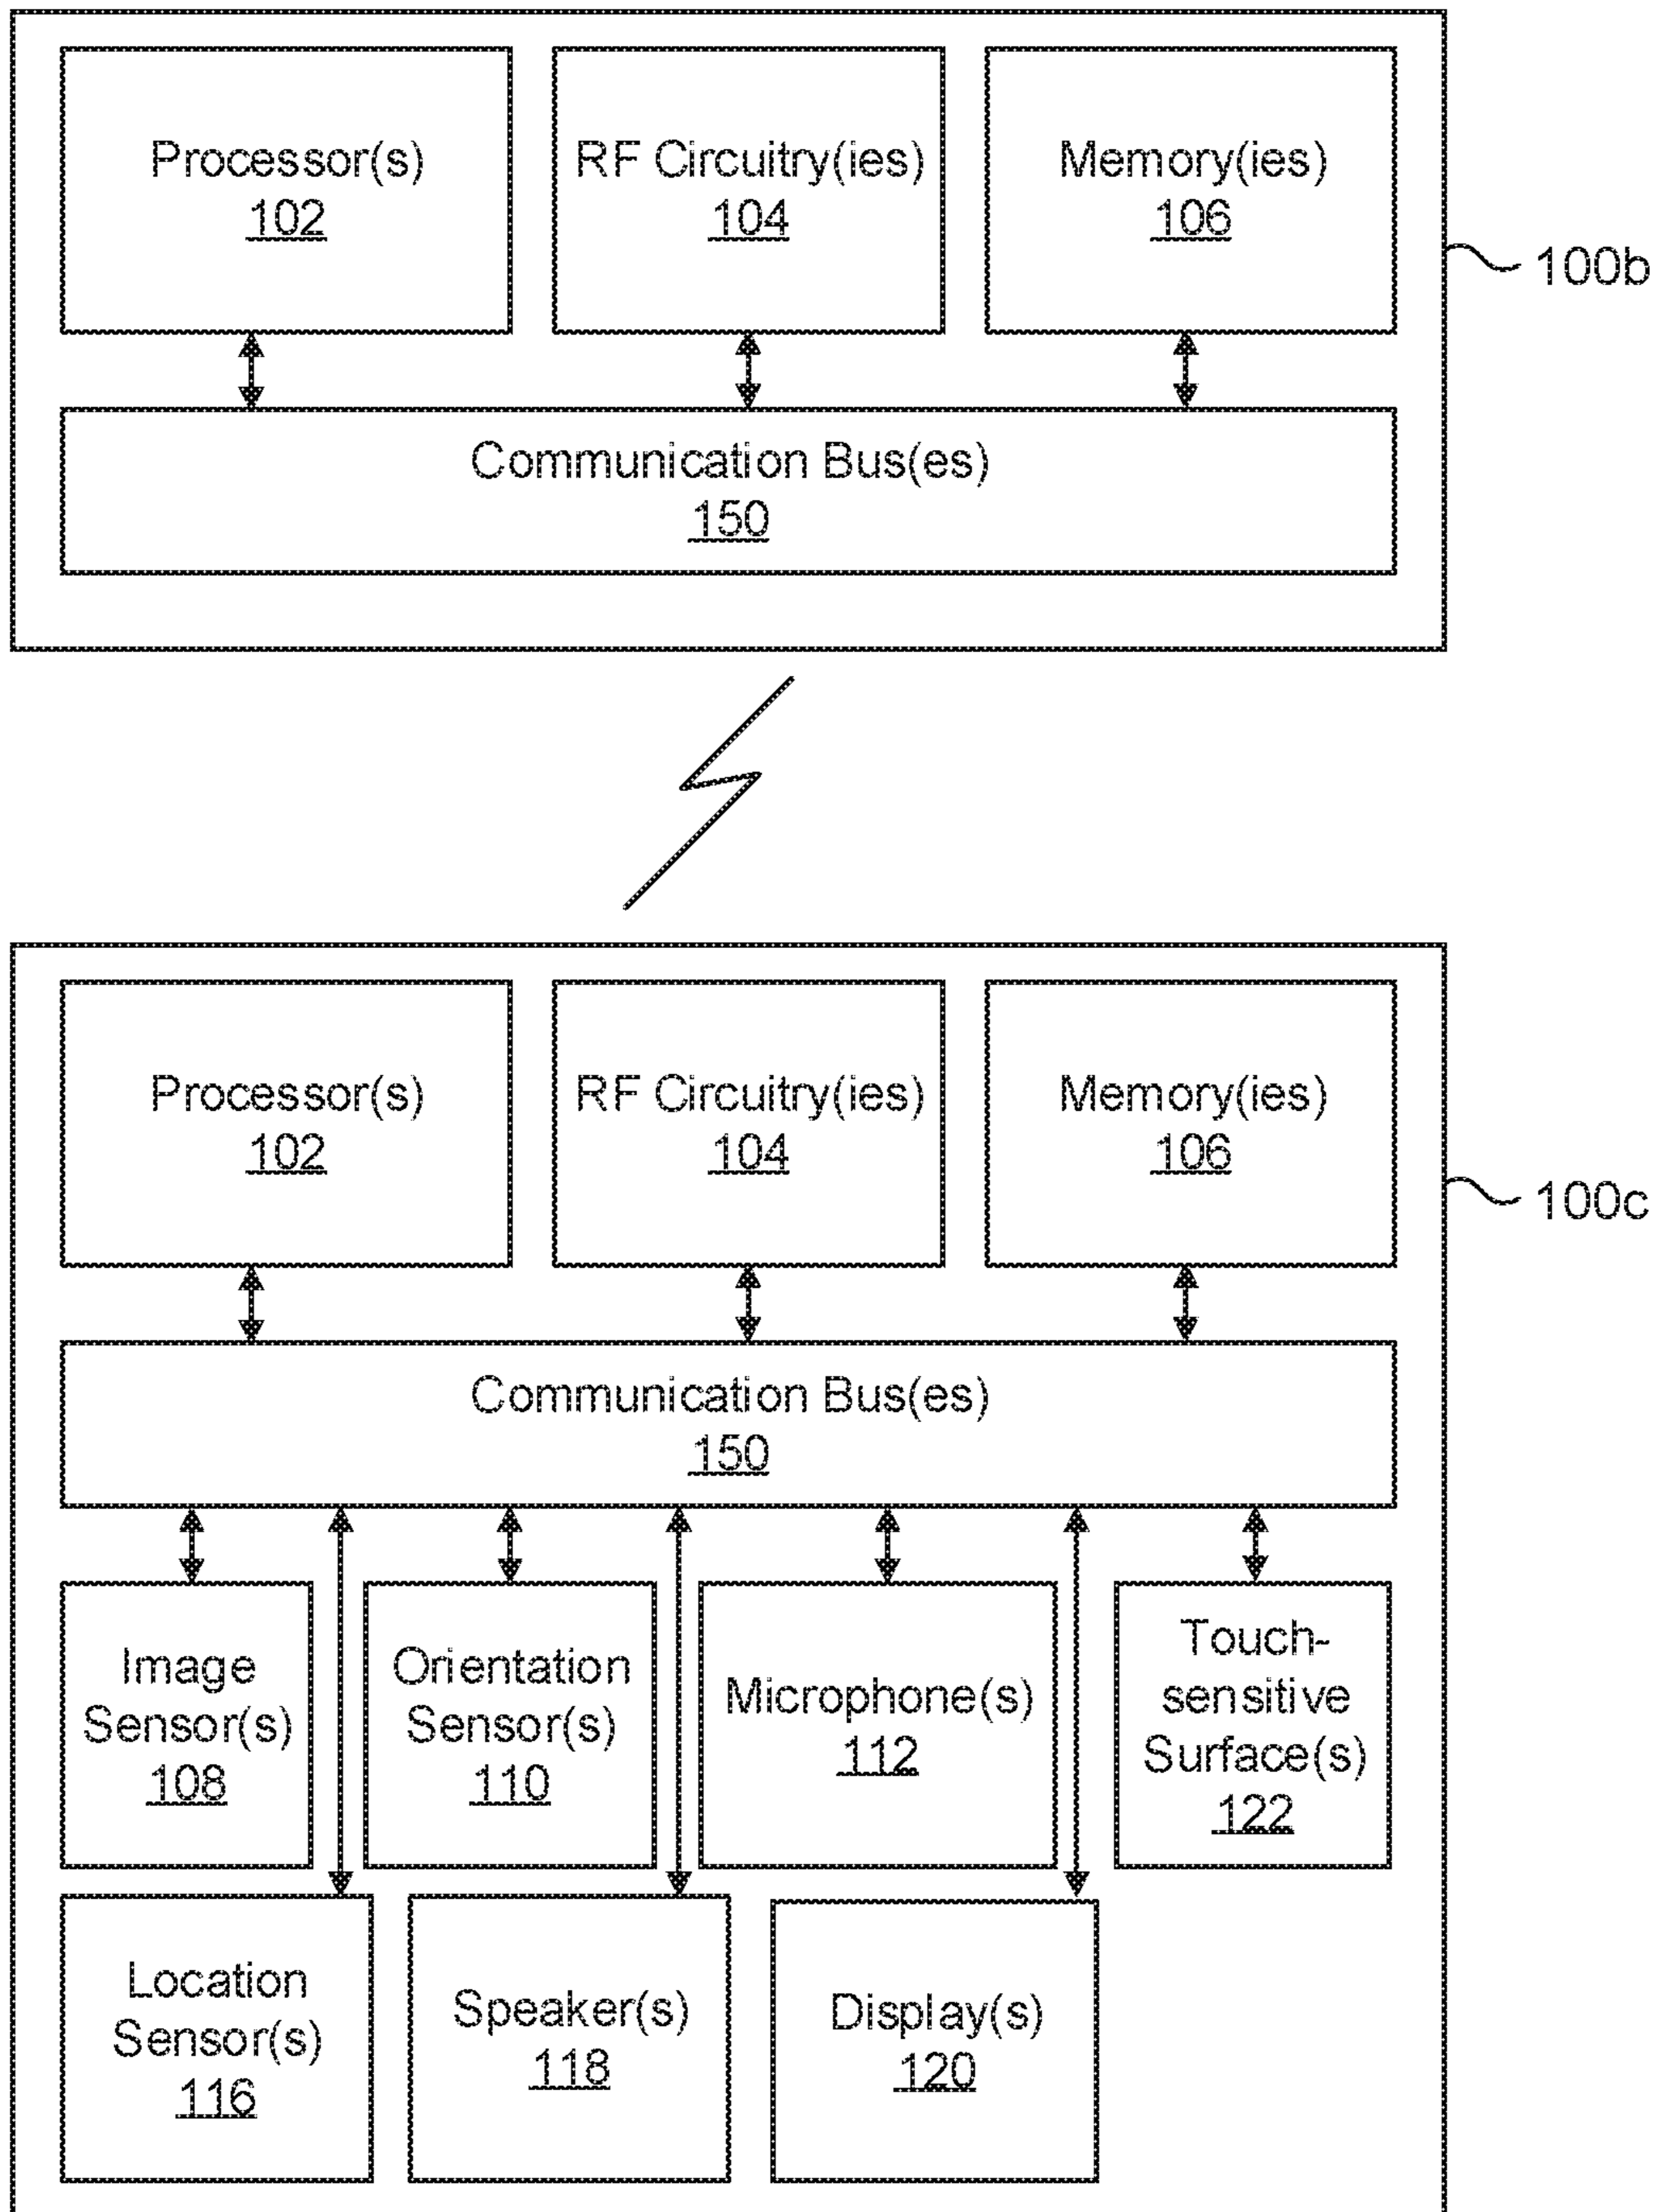 Processor(s)
102
RF Circuitry(ies)
104
Memory(ies)
106
100b
Communication Bus(es)
150
Processor(s)
102
RF Circuitry(ies)
104
Memory(ies)
106
100c
Communication Bus(es)
150
Image
Sensor(s)
108
Orientation
Sensor(s)
110
Microphone(s)
112
Touch-
sensitive
Surface(s)
122
Location
Sensor(s)
116
Speaker(s)
118
Display(s)
120